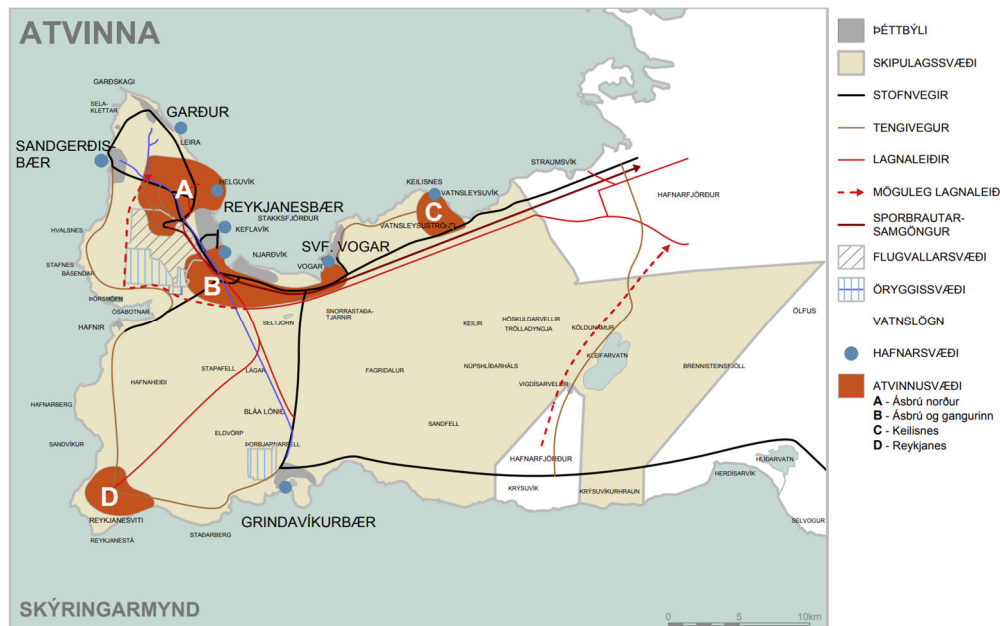 ATVINNA
GARÐSKAGI
SELA-
KLETTAR
GARÐUR
LEIRA
SANDGERÐIS-
BÆR
A
HELGUVÍK
REYKJANESBÆR
STAKKSFJÖRÐUR
KEFLAVÍK
NJARÐVÍK
HVALSNES
STAFNES
BÁSENDAR
ÞÓRSHÖFN
ÓSABOTNAR
HAFNIR
B
SVF. VOGAR
VOGAR
KEILISNES
VATNSLEYSUVÍK
C
VATNSLEYSUSTRÖND
STRAUMSVÍK
HAFNARFJÖRÐUR
SNORRASTAÐA-
TJARNIR
SELTJÖRN
KEILIR
HÖSKULDARVELLIR
TRÖLLADYNGJA
KÖLDUNÁMUR
KLEIFARVATN
ÖLFUS
BRENNISTEINSFJÖLL
STAPAFELL
LÁGAR
FAGRIDALUR
NÚPSHLÍÐARHÁLS
VIGDÍSARVELLIR
HAFNAHEIÐI
HAFNARBERG
BLÁA LÓNIÐ
SANDFELL
ELDVÖRP
SANDVÍKUR
ÞORBJARNARFELL
HAFNARFJÖRÐUR
HERDÍSARVÍK
HLÍÐARVATN
KRÝSUVÍK
KRÝSUVÍKURHRAUN
SELVOGUR
D
REYKJANESVITI
REYKJANESTÁ
STAÐARBERG
GRINDAVÍKURBÆR
SKÝRINGARMYND
0 5 10km
ÞÉTTBÝLI
SKIPULAGSSVÆÐI
STOFNVEGIR
TENGIVEGUR
LAGNALEIÐIR
MÖGULEG LAGNALEIÐ
SPORBRAUTAR-
SAMGÖNGUR
FLUGVALLARSVÆÐI
ÖRYGGISSVÆÐI
VATNSLÖGN
HAFNARSVÆÐI
ATVINNUSVÆÐI
A - Ásbrú norður
B - Ásbrú og gangurinn
C - Keilisnes
D - Reykjanes